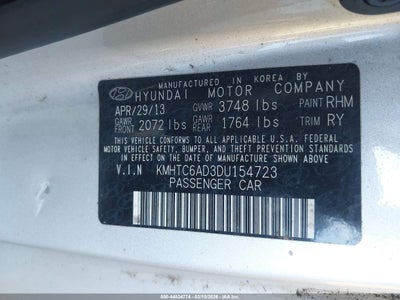 MANUFACTURED IN KOREA BY
HYUNDAI MOTOR COMPANY
APR/29/13 GVWR 3748 lbs PAINT RHM
GAWR FRONT 2072 lbs GAWR REAR 1764 lbs TRIM RY
THIS VEHICLE CONFORMS TO ALL APPLICABLE U.S.A. FEDERAL
MOTOR VEHICLE SAFETY, BUMPER, AND THEFT PREVENTION
STANDARDS IN EFFECT ON THE DATE OF MANUFACTURE SHOWN ABOVE.
V.I.N KMHTC6AD3DU154723
PASSENGER CAR